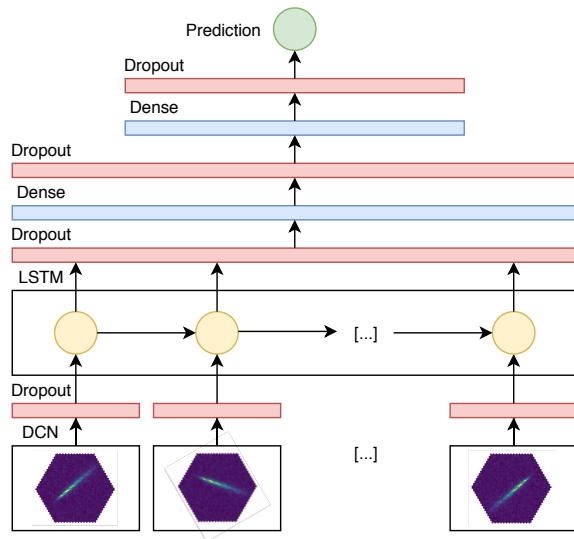 Prediction
Dropout
Dense
Dropout
Dense
Dropout
LSTM
[...]
Dropout
DCN
[...]